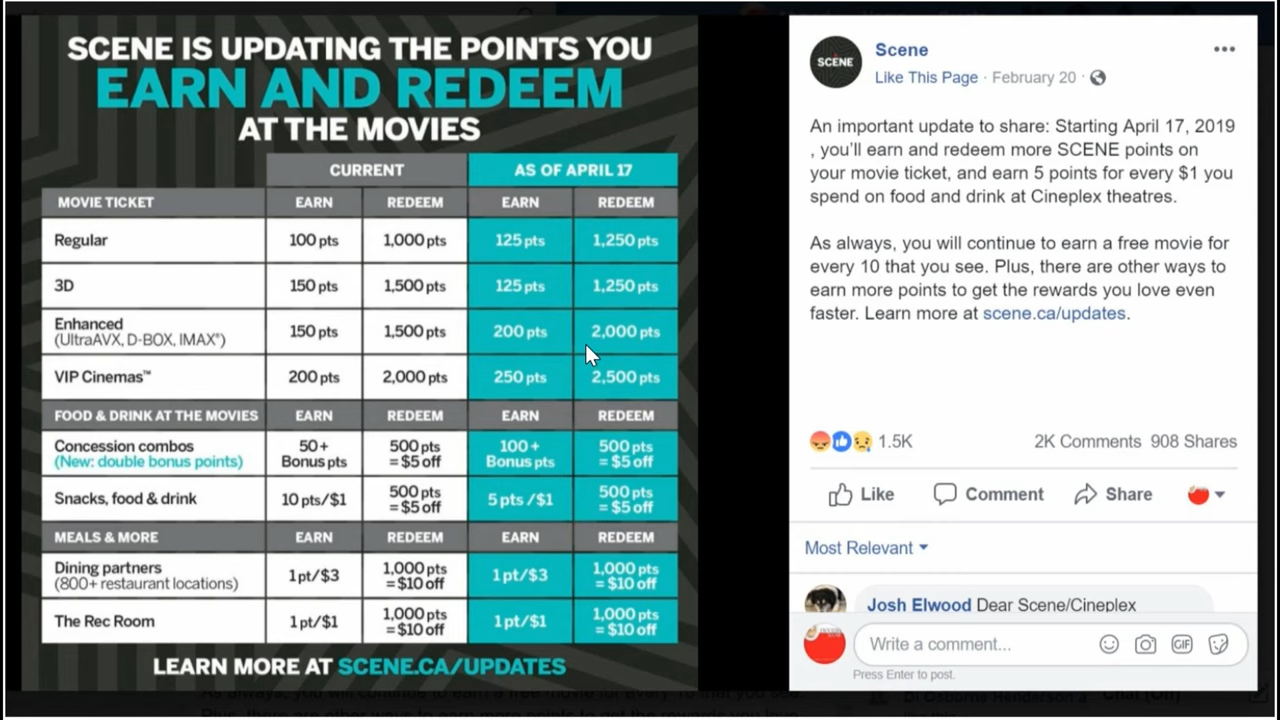 SCENE IS UPDATING THE POINTS YOU
EARN AND REDEEM
AT THE MOVIES
CURRENT AS OF APRIL 17
MOVIE TICKET EARN REDEEM EARN REDEEM
Regular 100 pts 1,000 pts 125 pts 1,250 pts
3D 150 pts 1,500 pts 125 pts 1,250 pts
Enhanced
(UltraAVX, D-BOX, IMAX®) 150 pts 1,500 pts 200 pts 2,000 pts
VIP Cinemas™ 200 pts 2,000 pts 250 pts 2,500 pts
FOOD & DRINK AT THE MOVIES EARN REDEEM EARN REDEEM
Concession combos 50+ 500 pts 100+ 500 pts
(New: double bonus points) Bonus pts = $5 off Bonus pts = $5 off
Snacks, food & drink 10 pts/$1 500 pts = $5 off 5 pts /$1 500 pts = $5 off
MEALS & MORE EARN REDEEM EARN REDEEM
Dining partners 1,000 pts 1,000 pts
(800+ restaurant locations) 1 pt/$3 = $10 off 1 pt/$3 = $10 off
The Rec Room 1 pt/$1 1,000 pts = $10 off 1 pt/$1 1,000 pts = $10 off
LEARN MORE AT SCENE.CA/UPDATES
SCENE
Scene
Like This Page · February 20 ·
An important update to share: Starting April 17, 2019
, you'll earn and redeem more SCENE points on
your movie ticket, and earn 5 points for every $1 you
spend on food and drink at Cineplex theatres.
As always, you will continue to earn a free movie for
every 10 that you see. Plus, there are other ways to
earn more points to get the rewards you love even
faster. Learn more at scene.ca/updates.
1.5K 2K Comments 908 Shares
Like Comment Share
Most Relevant
Josh Elwood Dear Scene/Cineplex
Write a comment...
GIF
Press Enter to post.